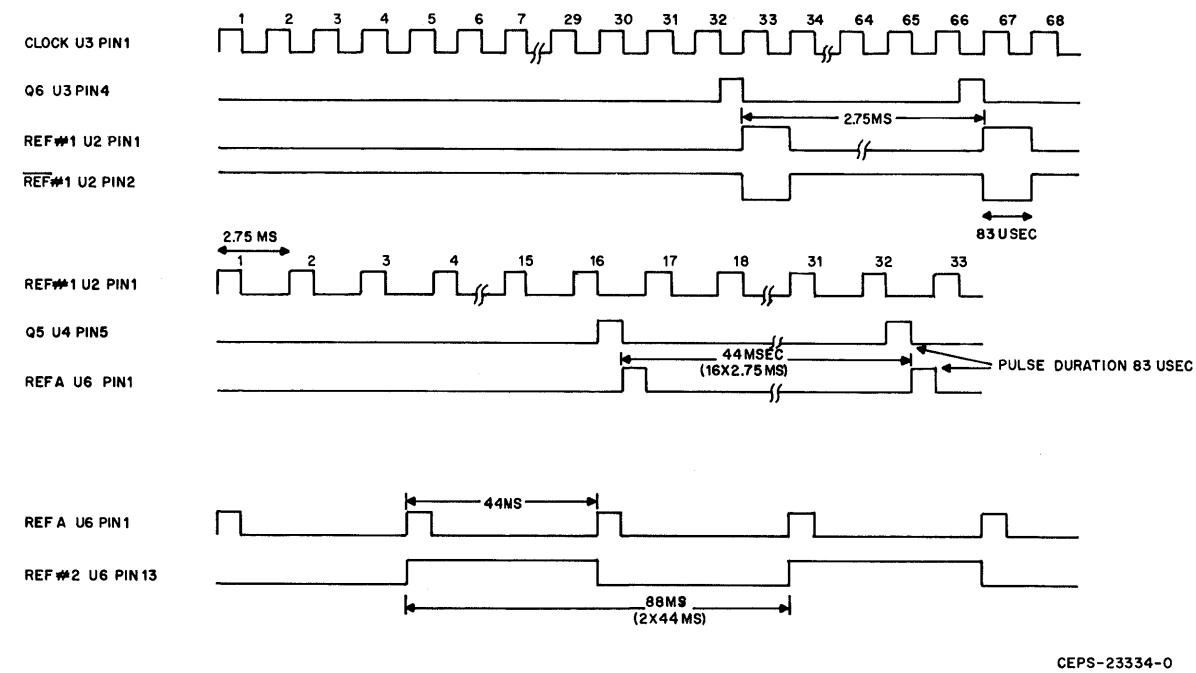 1 2 3 4 5 6 7 29 30 31 32 33 34 64 65 66 67 68
CLOCK U3 PIN1
Q6 U3 PIN4
2.75MS
REF#1 U2 PIN1
REF#1 U2 PIN2
83 USEC
2.75 MS
1 2 3 4 15 16 17 18 31 32 33
REF#1 U2 PIN1
Q5 U4 PIN5
44 MSEC
(16X2.75 MS)
PULSE DURATION 83 USEC
REF A U6 PIN1
44NS
REF A U6 PIN1
REF #2 U6 PIN 13
88MS
(2X44 MS)
CEPS-23334-0